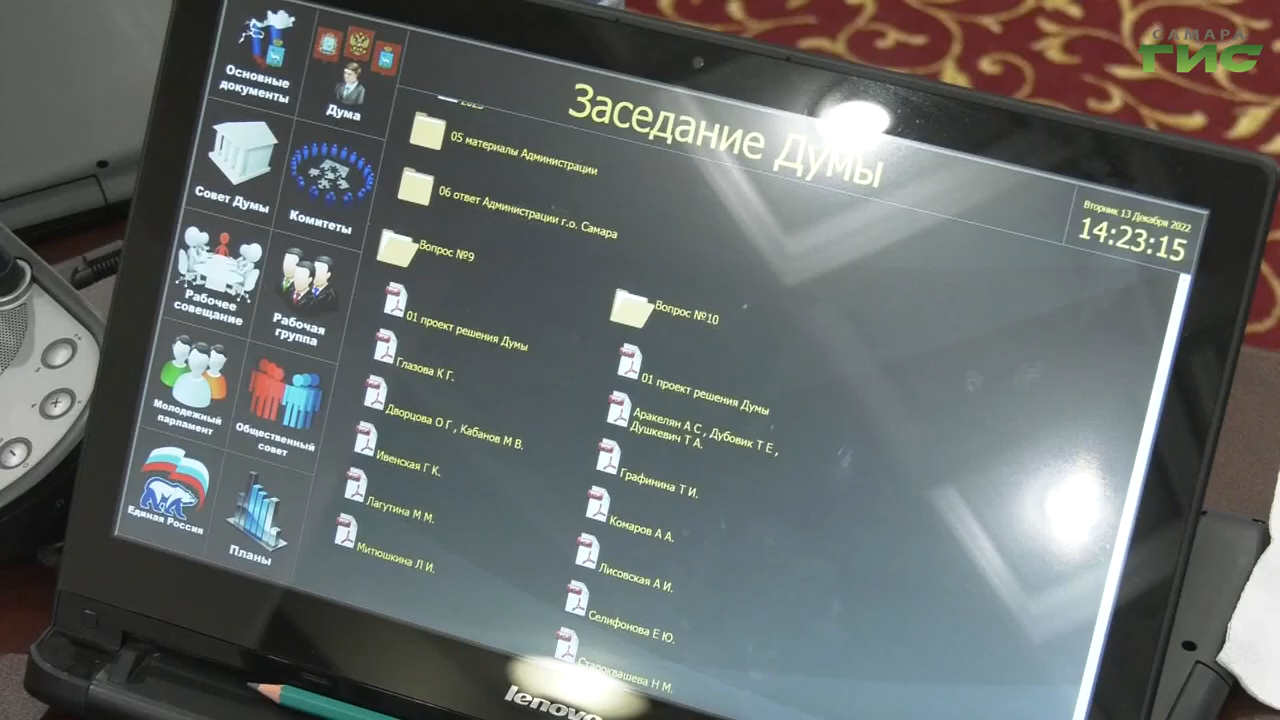 САМАРА
ГИС
Основные
документы
Дума
Совет Думы
Комитеты
Рабочее
совещание
Рабочая
группа
Молодежный
парламент
Общественный
совет
Единая Россия
Планы
Заседание Думы
Вторник 13 Декабря 2022
14:23:15
05 материалы Администрации
06 ответ Администрации г.о. Самара
Вопрос №9
01 проект решения Думы
Глазова К Г.
Дворцова О Г , Кабанов М В.
Ивенская Г К.
Лагутина М М.
Митюшкина Л И.
Вопрос №10
01 проект решения Думы
Аракелян А С , Дубовик Т Е ,
Душкевич Т А.
Графинина Т И.
Комаров А А.
Лисовская А И.
Селифонова Е Ю.
Староквашева Н М.
lenovo